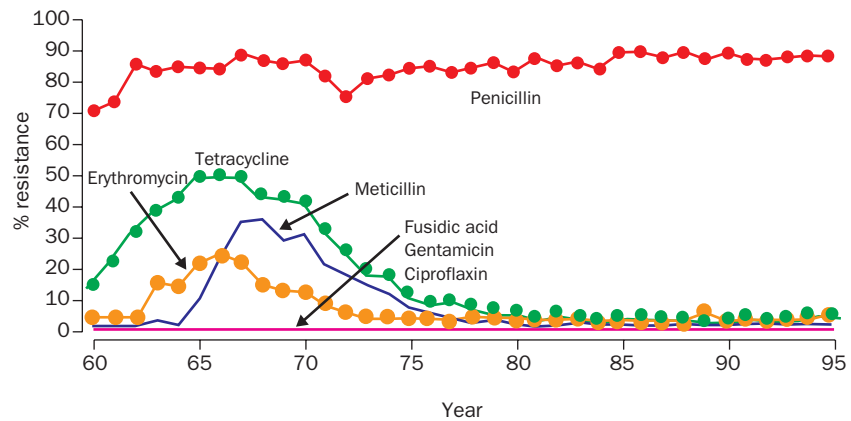 % resistance
100
90
80
70
60
50
40
30
20
10
0
Penicillin
Tetracycline
Erythromycin
Meticillin
Fusidic acid
Gentamicin
Ciproflaxin
60
65
70
75
80
85
90
95
Year